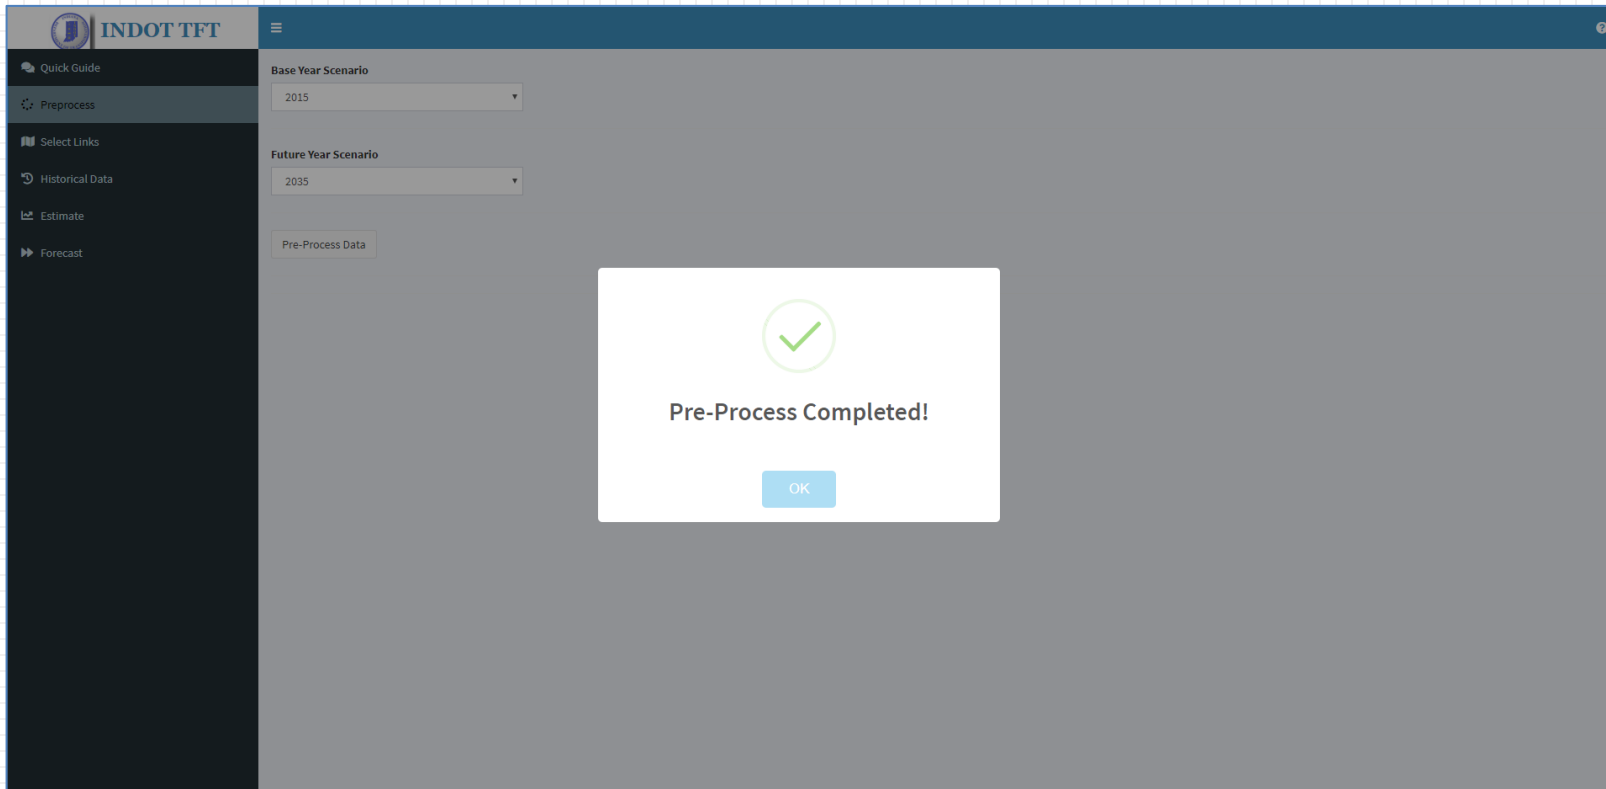 INDOT TFT
Quick Guide
Preprocess
Select Links
Historical Data
Estimate
Forecast
Base Year Scenario
2015
Future Year Scenario
2035
Pre-Process Data
Pre-Process Completed!
OK